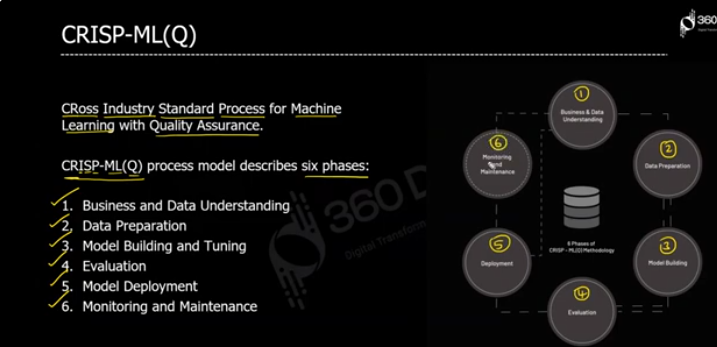 CRISP-ML(Q)
360
CRoss Industry Standard Process for Machine
Learning with Quality Assurance.
CRISP-ML(Q) process model describes six phases:
1. Business and Data Understanding
2. Data Preparation
3. Model Building and Tuning
4. Evaluation
5. Model Deployment
6. Monitoring and Maintenance
360 D
Digital Transform
1
Business & Data
Understanding
2
Data Preparation
3
Model Building
4
Evaluation
5
Deployment
6
Monitoring
and
Maintenance
6 Phases of
CRISP - ML(Q) Methodology